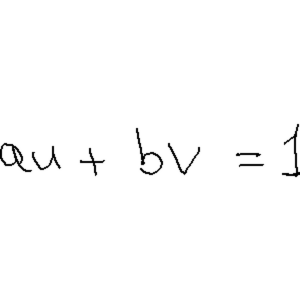 au + bv = 1